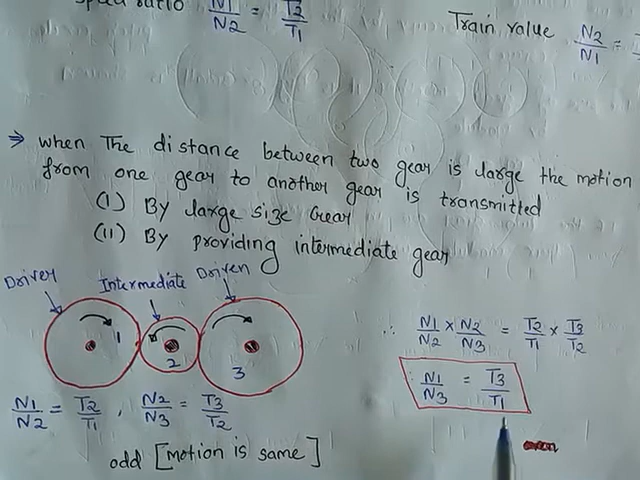 speed ratio N1/N2 = T2/T1
Train value N2/N1 =
⇒ when The distance between two gear is large the motion
from one gear to another gear is transmitted
(I) By large size Gear
(II) By providing intermediate gear
Driver Intermediate Driven
1 2 3
∴ N1/N2 × N2/N3 = T2/T1 × T3/T2
∴ N1/N3 = T3/T1
N1/N2 = T2/T1 , N2/N3 = T3/T2
odd [motion is same]